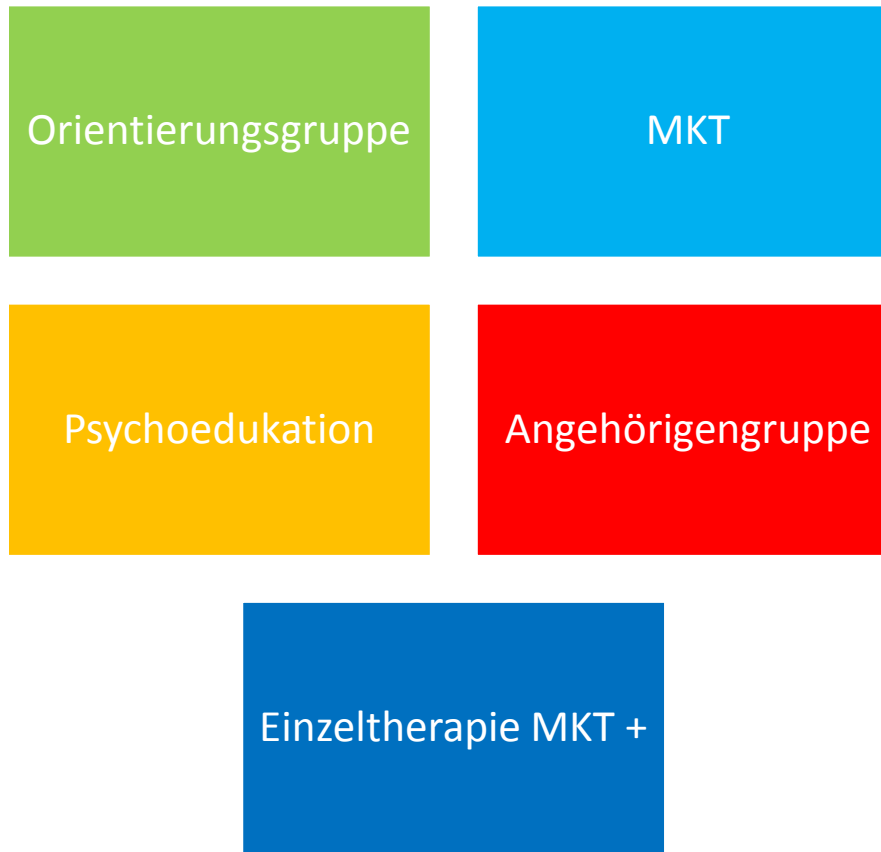 Orientierungsgruppe
MKT
Psychoedukation
Angehörigengruppe
Einzeltherapie MKT +